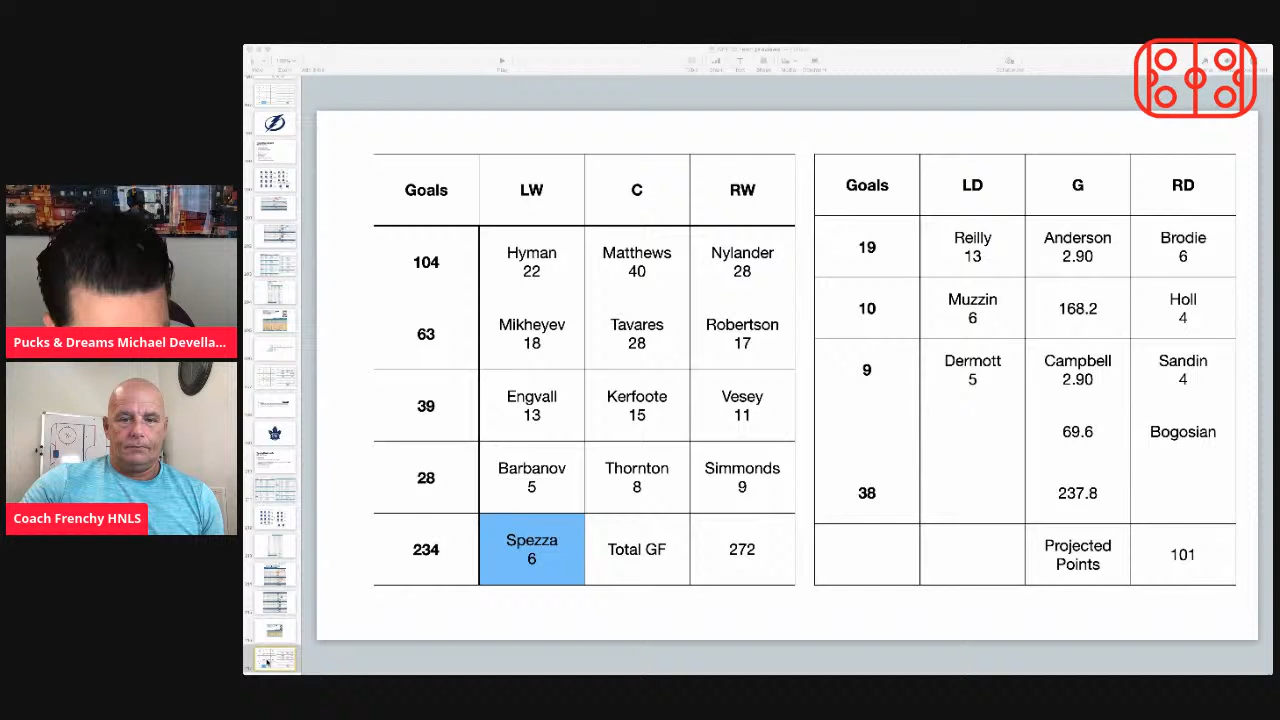 Play
Goals LW C RW
104 Hyman 22 Matthews 40 Nylander 28
63 Mikheyev 18 Tavares 28 Robertson 17
39 Engvall 13 Kerfoote 15 Vesey 11
28 Barbanov 5 Thornton 8 Simmonds 9
234 Spezza 6 Total GF 272
Goals LD G RD
19 Reilly 13 Anderson 2.90 Brodie 6
10 Muzzin 6 168.2 Holl 4
9 Dermott 5 Campbell 2.90 Sandin 4
69.6 Bogosian
38 237.8
Projected Points 101
Pucks & Dreams Michael Devella...
Coach Frenchy HNLS